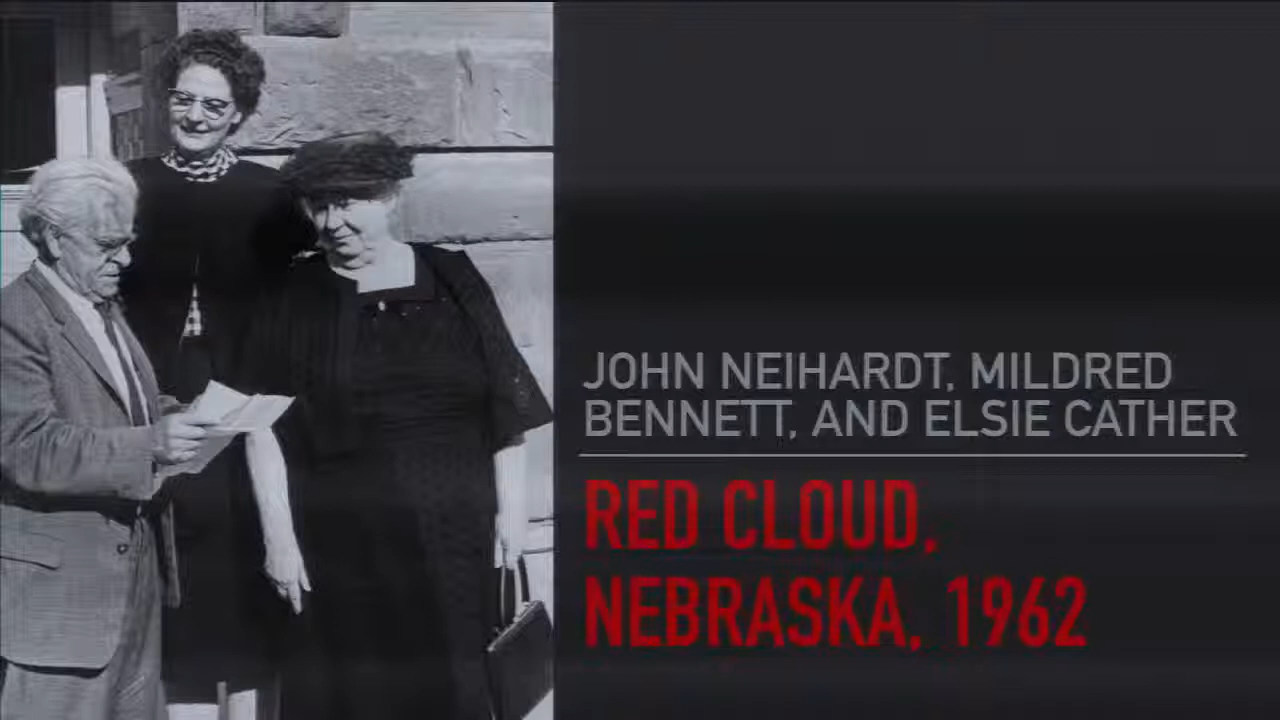 JOHN NEIHARDT, MILDRED
BENNETT, AND ELSIE CATHER
RED CLOUD,
NEBRASKA, 1962